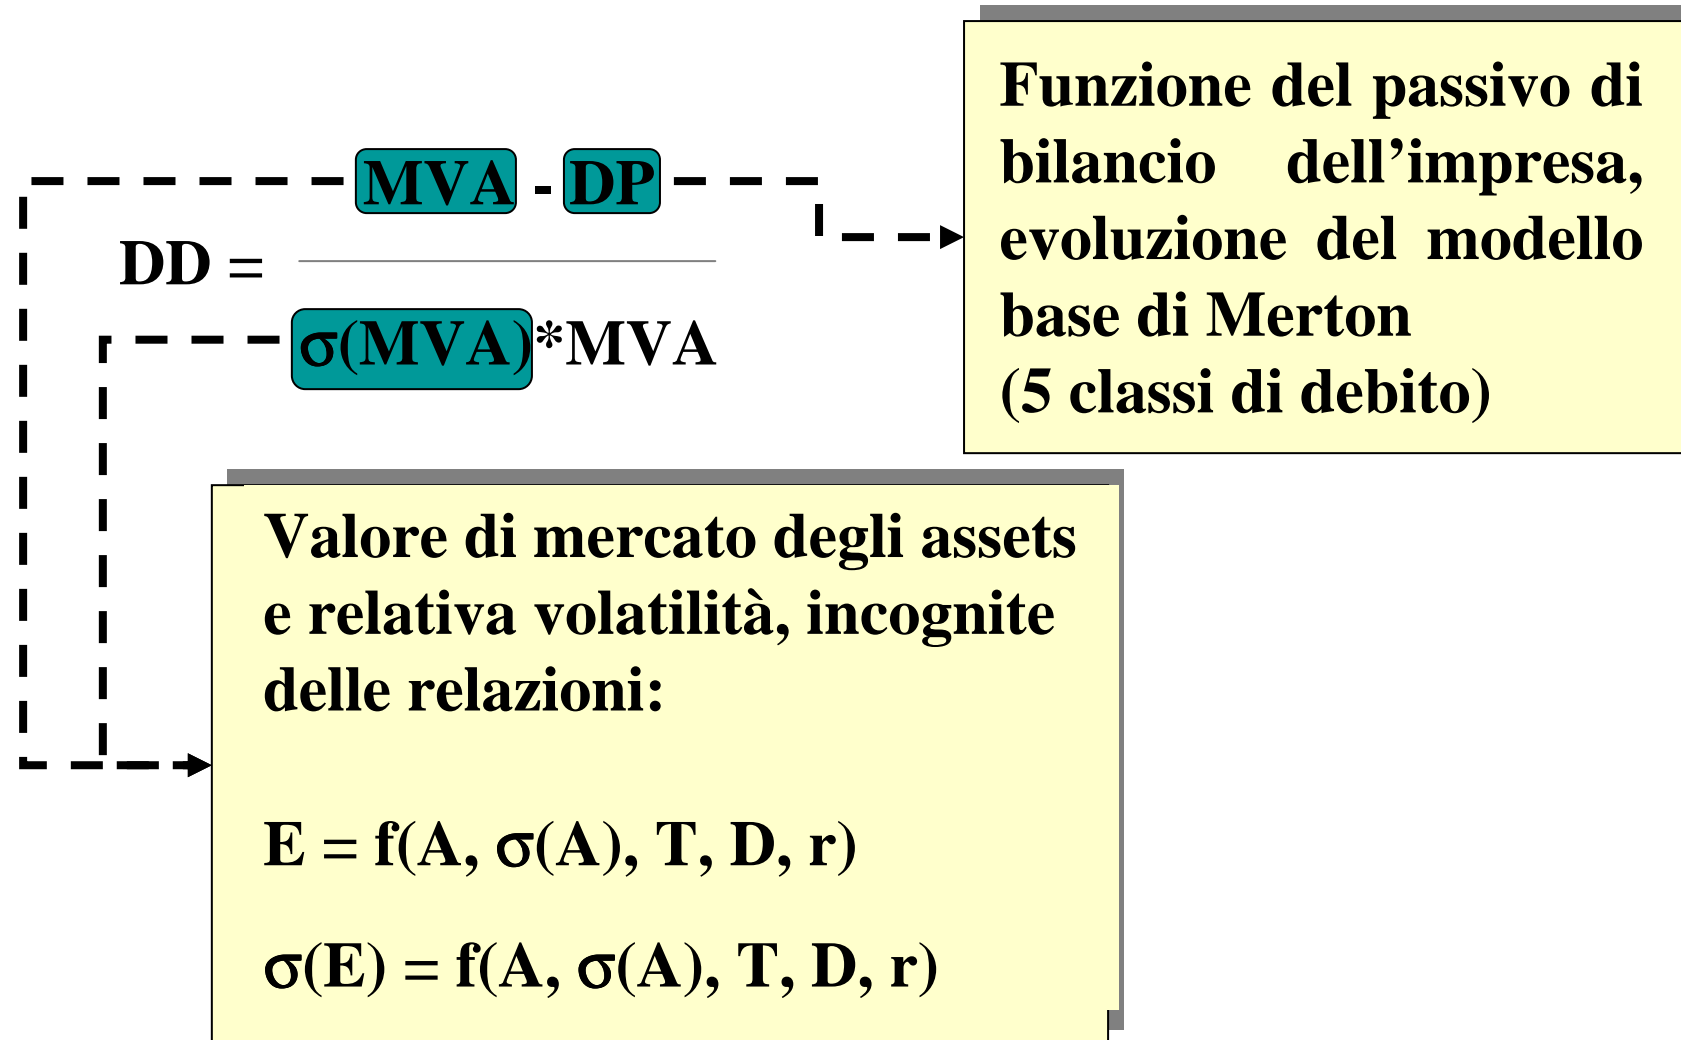 MVA - DP
DD =
σ(MVA)*MVA
Funzione del passivo di
bilancio dell’impresa,
evoluzione del modello
base di Merton
(5 classi di debito)
Valore di mercato degli assets
e relativa volatilità, incognite
delle relazioni:
E = f(A, σ(A), T, D, r)
σ(E) = f(A, σ(A), T, D, r)